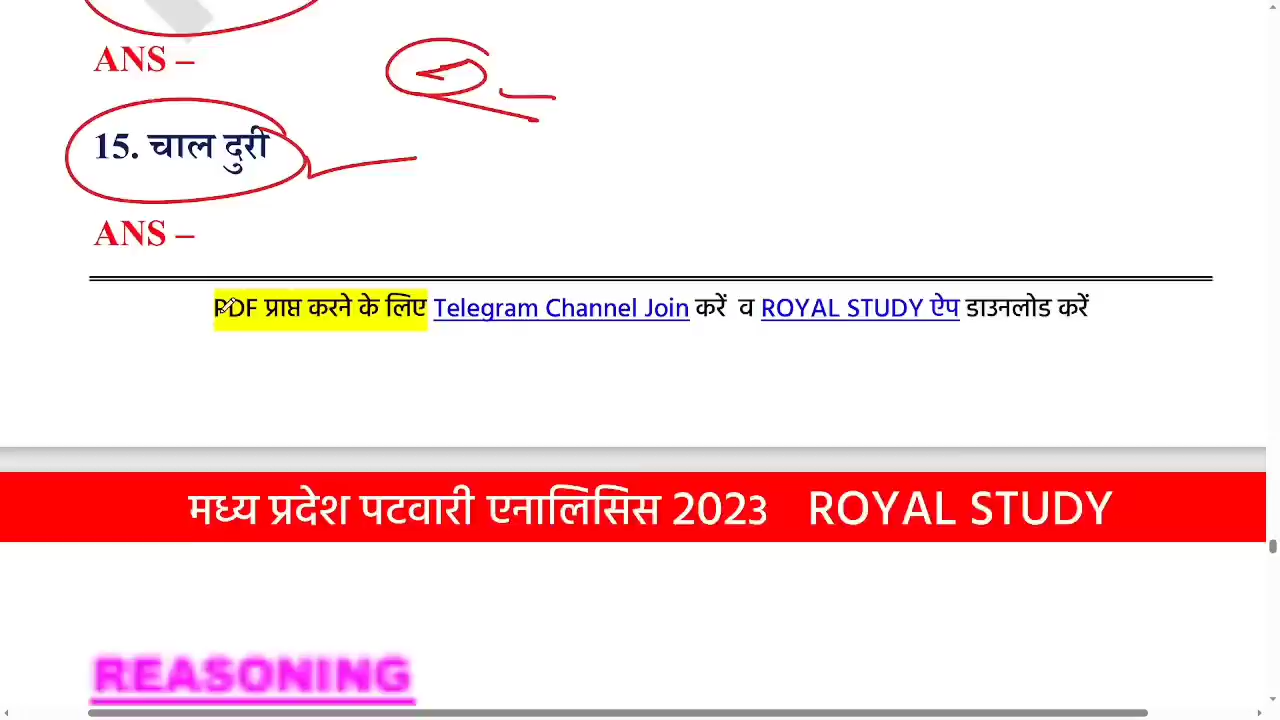 ANS –
15. चाल दुरी
ANS –
PDF प्राप्त करने के लिए Telegram Channel Join करें व ROYAL STUDY ऐप डाउनलोड करें
मध्य प्रदेश पटवारी एनालिसिस 2023 ROYAL STUDY
REASONING